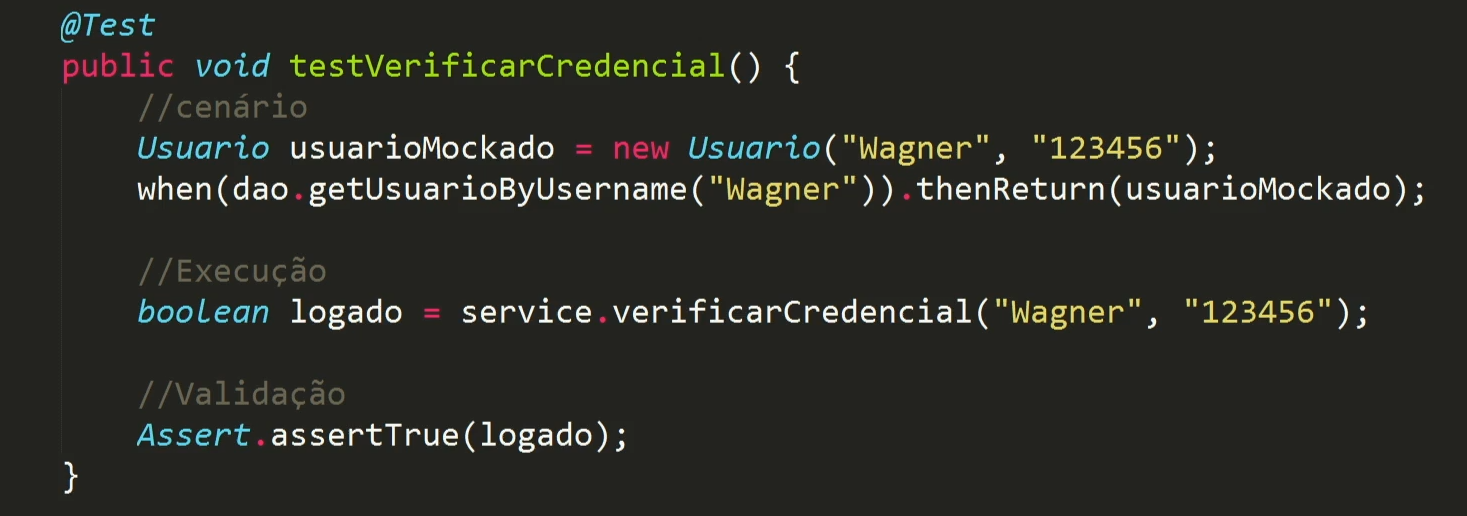 @Test
public void testVerificarCredencial() {
//cenário
Usuario usuarioMockado = new Usuario("Wagner", "123456");
when(dao.getUsuarioByUsername("Wagner")).thenReturn(usuarioMockado);
//Execução
boolean logado = service.verificarCredencial("Wagner", "123456");
//Validação
Assert.assertTrue(logado);
}